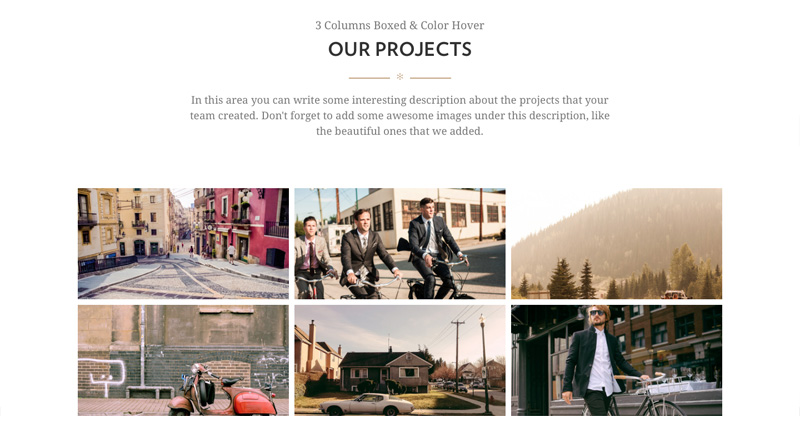 3 Columns Boxed & Color Hover
OUR PROJECTS
In this area you can write some interesting description about the projects that your
team created. Don't forget to add some awesome images under this description, like
the beautiful ones that we added.